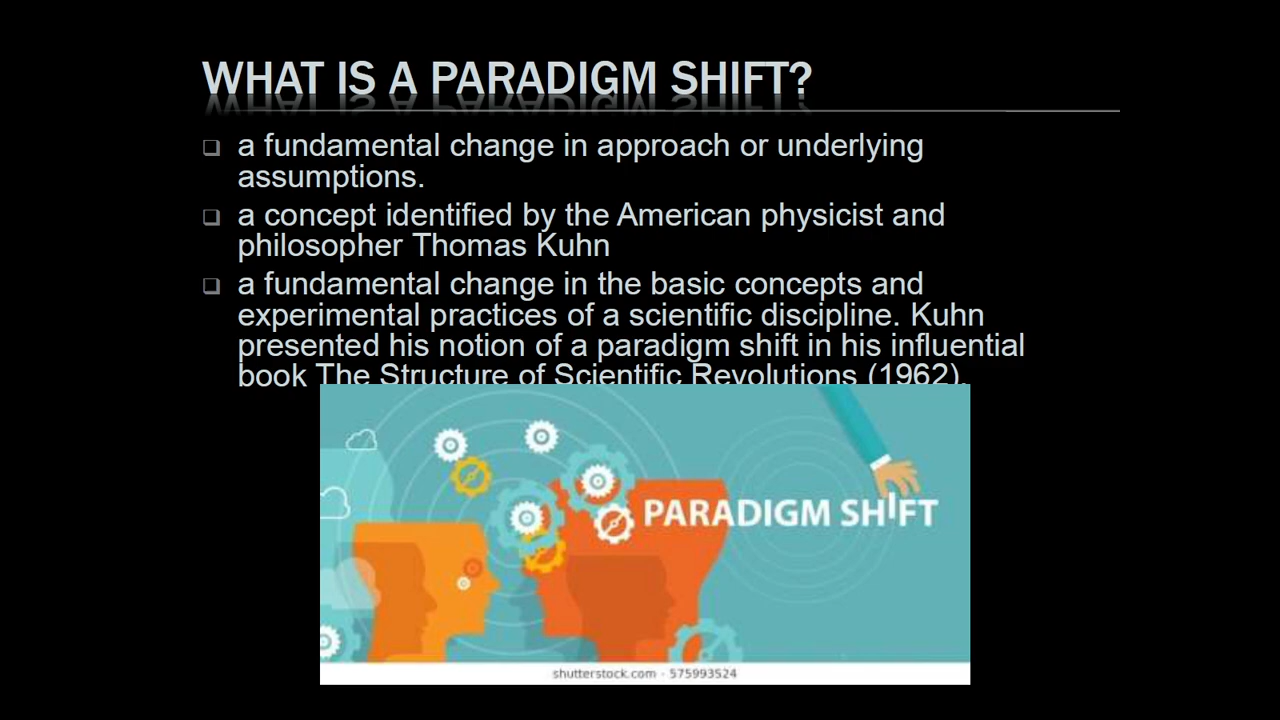 WHAT IS A PARADIGM SHIFT?
a fundamental change in approach or underlying
assumptions.
a concept identified by the American physicist and
philosopher Thomas Kuhn
a fundamental change in the basic concepts and
experimental practices of a scientific discipline. Kuhn
presented his notion of a paradigm shift in his influential
book The Structure of Scientific Revolutions (1962).
PARADIGM SHIFT
shutterstock.com - 575993524